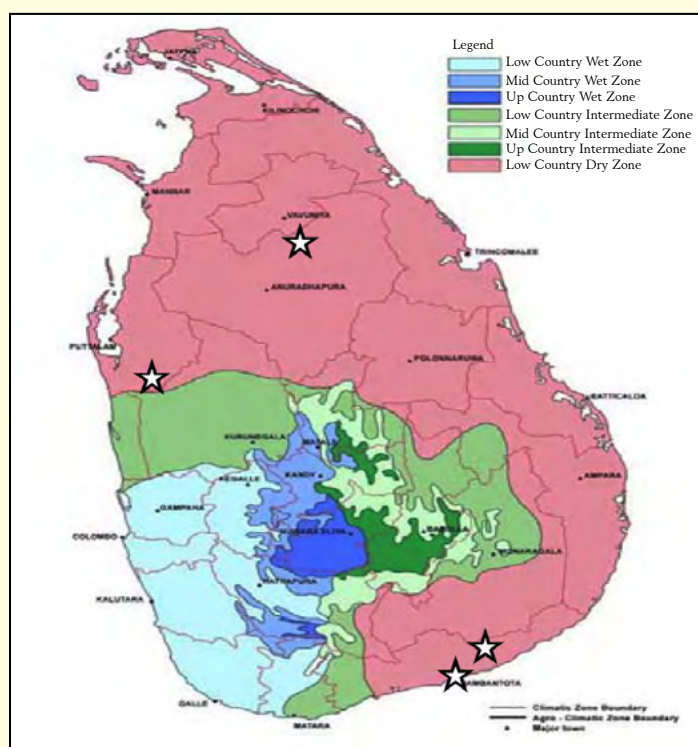 Legend
Low Country Wet Zone
Mid Country Wet Zone
Up Country Wet Zone
Low Country Intermediate Zone
Mid Country Intermediate Zone
Up Country Intermediate Zone
Low Country Dry Zone
JAFFNA
KILINOCHCHI
MANNAR
VAVUNIYA
TRINCOMALEE
ANURADHAPURA
PUTTALAM
POLONNARUWA
BATTICALOA
KURUNEGALA
MATALE
KEGALLE
KANDY
AMPARA
GAMPAHA
COLOMBO
NUWARA ELIYA
BADULLA
MONARAGALA
RATNAPURA
KALUTARA
HAMBANTOTA
GALLE
MATARA
Climatic Zone Boundary
Agro - Climatic Zone Boundary
Major town